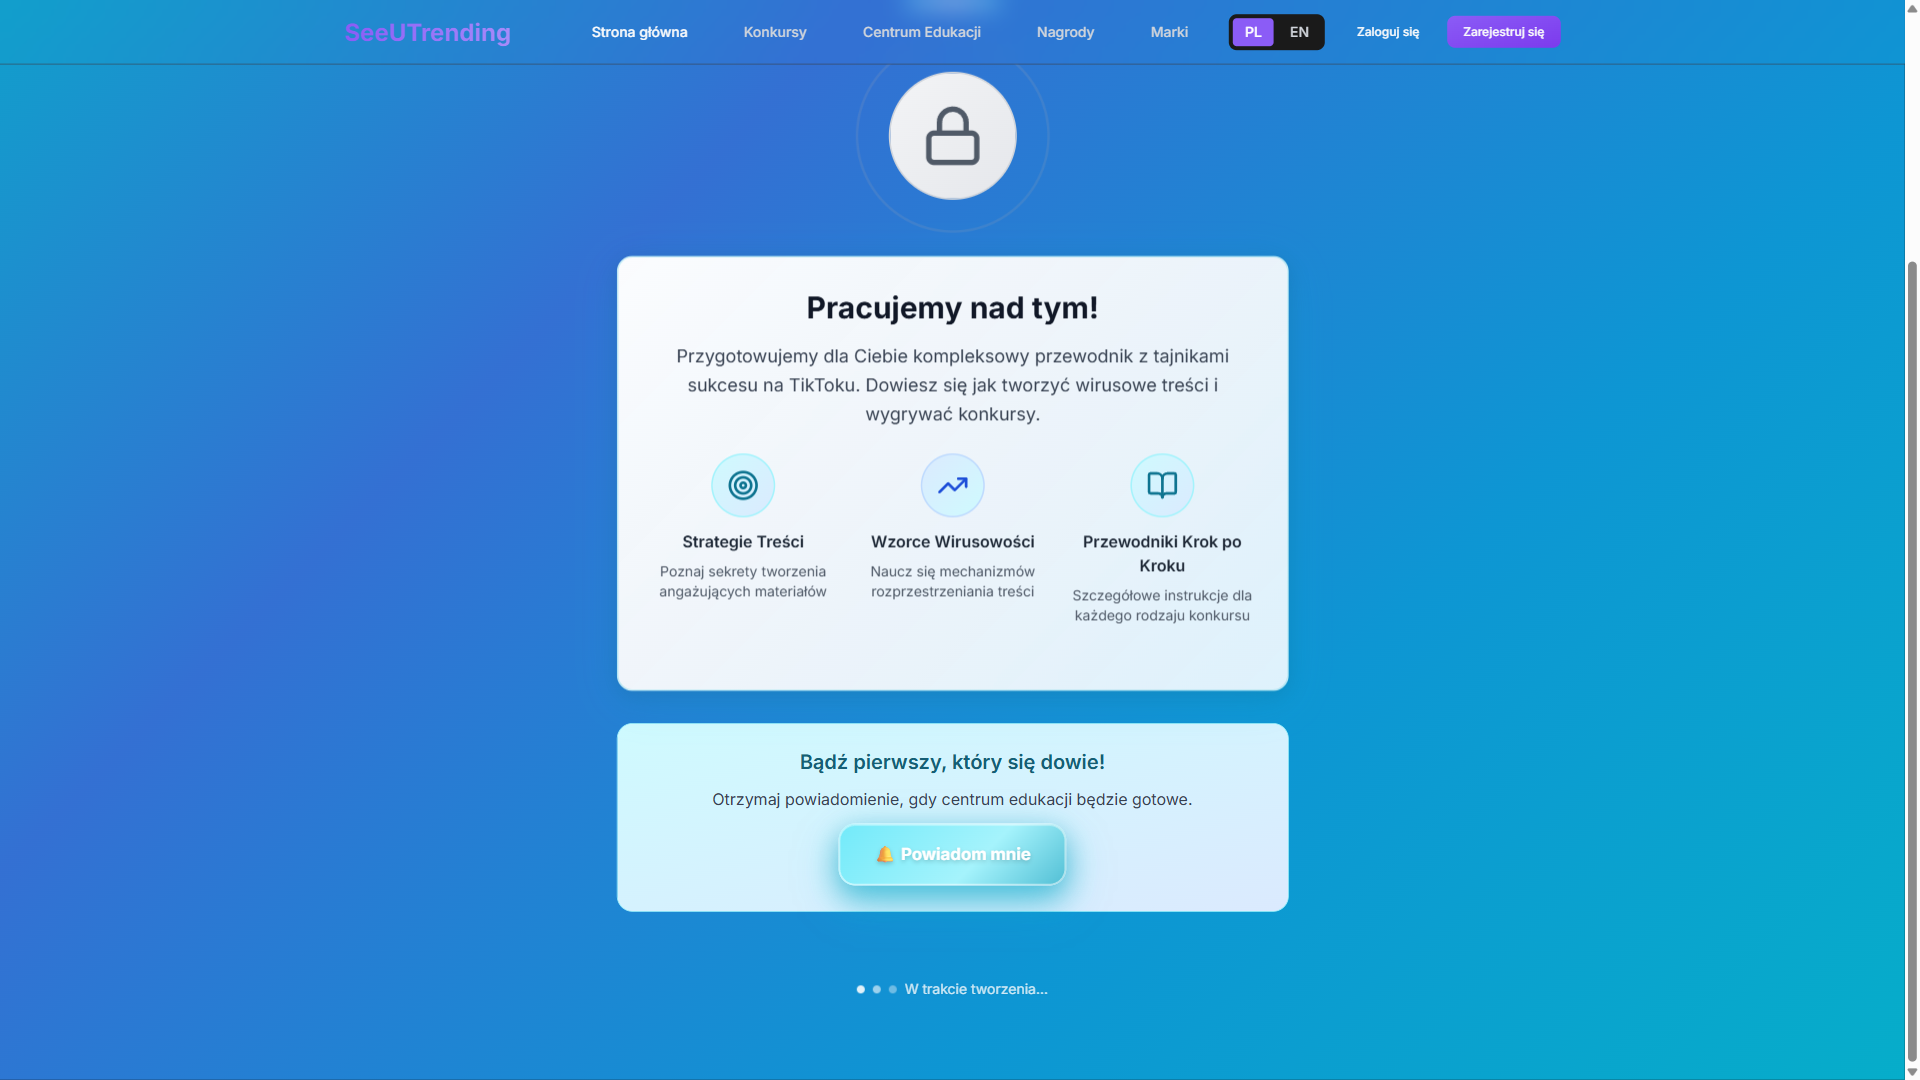 SeeUTrending
Strona główna
Konkursy
Centrum Edukacji
Nagrody
Marki
PL
EN
Zaloguj się
Zarejestruj się
Pracujemy nad tym!
Przygotowujemy dla Ciebie kompleksowy przewodnik z tajnikami
sukcesu na TikToku. Dowiesz się jak tworzyć wirusowe treści i
wygrywać konkursy.
Strategie Treści
Poznaj sekrety tworzenia
angażujących materiałów
Wzorce Wirusowości
Naucz się mechanizmów
rozprzestrzeniania treści
Przewodniki Krok po
Kroku
Szczegółowe instrukcje dla
każdego rodzaju konkursu
Bądź pierwszy, który się dowie!
Otrzymaj powiadomienie, gdy centrum edukacji będzie gotowe.
🔔 Powiadom mnie
W trakcie tworzenia...